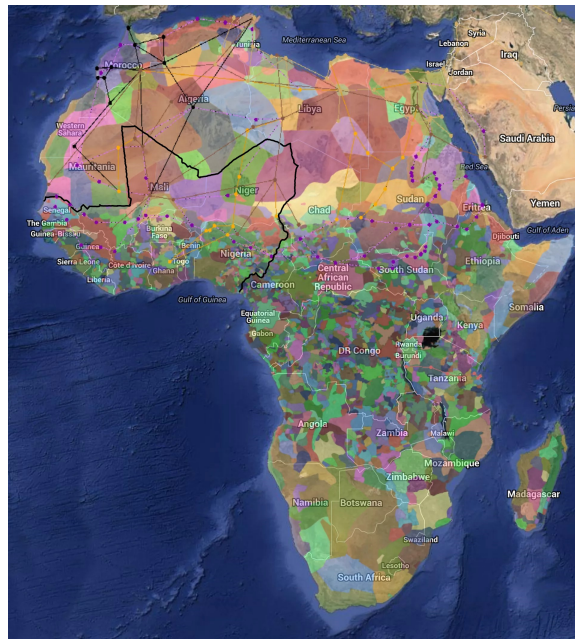 Mediterranean Sea
Syria
Lebanon
Iraq
Israel
Jordan
Tunisia
Morocco
Algeria
Libya
Egypt
Persia
Western
Sahara
Saudi Arabia
Mauritania
Mali
Niger
Red Sea
Chad
Sudan
Eritrea
Yemen
Senegal
The Gambia
Guinea-Bissau
Guinea
Sierra Leone
Liberia
Côte d'Ivoire
Burkina
Faso
Ghana
Togo
Benin
Nigeria
Djibouti
Gulf of Aden
Ethiopia
Somalia
Central
African
Republic
South Sudan
Cameroon
Gulf of Guinea
Equatorial
Guinea
Gabon
Uganda
Kenya
Rwanda
Burundi
DR Congo
Tanzania
Angola
Zambia
Malawi
Mozambique
Zimbabwe
Madagascar
Namibia
Botswana
Swaziland
Lesotho
South Africa